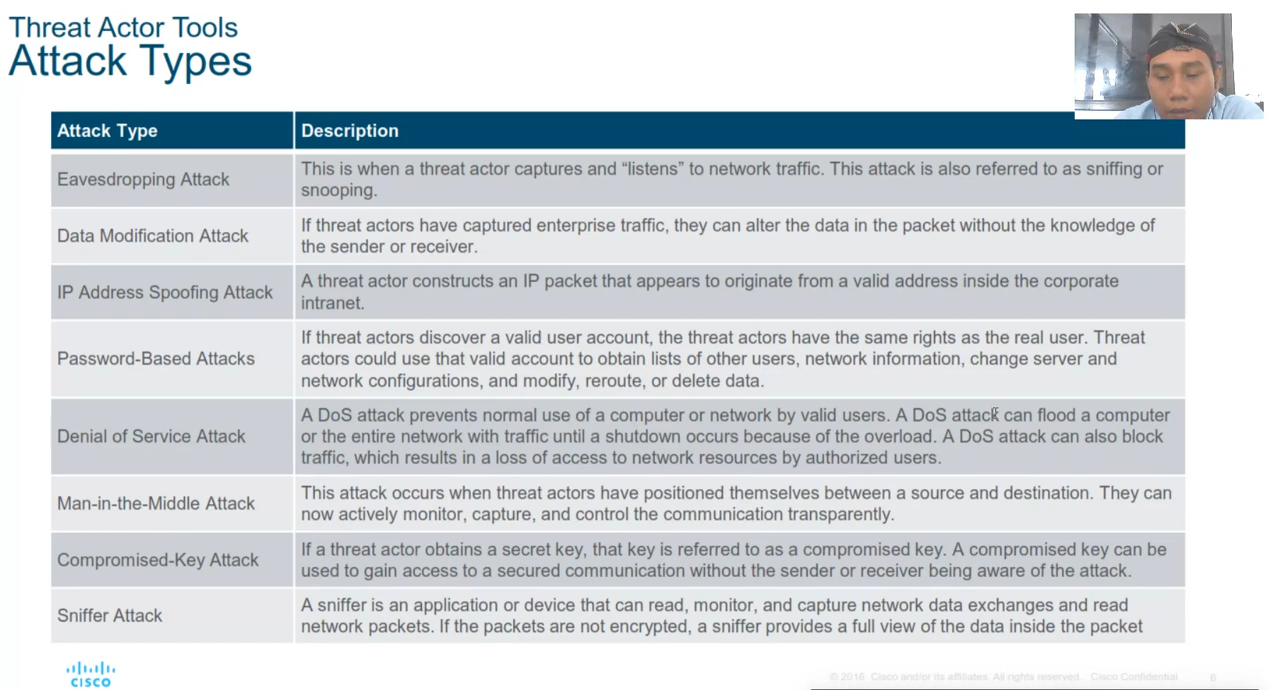 Threat Actor Tools
Attack Types
Attack Type
Description
Eavesdropping Attack
This is when a threat actor captures and “listens” to network traffic. This attack is also referred to as sniffing or
snooping.
Data Modification Attack
If threat actors have captured enterprise traffic, they can alter the data in the packet without the knowledge of
the sender or receiver.
IP Address Spoofing Attack
A threat actor constructs an IP packet that appears to originate from a valid address inside the corporate
intranet.
Password-Based Attacks
If threat actors discover a valid user account, the threat actors have the same rights as the real user. Threat
actors could use that valid account to obtain lists of other users, network information, change server and
network configurations, and modify, reroute, or delete data.
Denial of Service Attack
A DoS attack prevents normal use of a computer or network by valid users. A DoS attack can flood a computer
or the entire network with traffic until a shutdown occurs because of the overload. A DoS attack can also block
traffic, which results in a loss of access to network resources by authorized users.
Man-in-the-Middle Attack
This attack occurs when threat actors have positioned themselves between a source and destination. They can
now actively monitor, capture, and control the communication transparently.
Compromised-Key Attack
If a threat actor obtains a secret key, that key is referred to as a compromised key. A compromised key can be
used to gain access to a secured communication without the sender or receiver being aware of the attack.
Sniffer Attack
A sniffer is an application or device that can read, monitor, and capture network data exchanges and read
network packets. If the packets are not encrypted, a sniffer provides a full view of the data inside the packet
CISCO
© 2016 Cisco and/or its affiliates. All rights reserved. Cisco Confidential
6